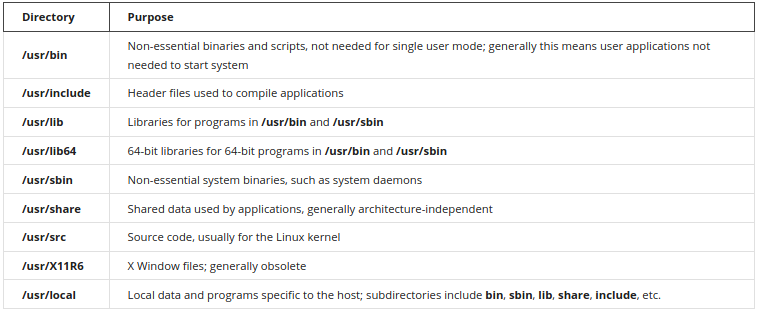 Directory Purpose
/usr/bin Non-essential binaries and scripts, not needed for single user mode; generally this means user applications not
needed to start system
/usr/include Header files used to compile applications
/usr/lib Libraries for programs in /usr/bin and /usr/sbin
/usr/lib64 64-bit libraries for 64-bit programs in /usr/bin and /usr/sbin
/usr/sbin Non-essential system binaries, such as system daemons
/usr/share Shared data used by applications, generally architecture-independent
/usr/src Source code, usually for the Linux kernel
/usr/X11R6 X Window files; generally obsolete
/usr/local Local data and programs specific to the host; subdirectories include bin, sbin, lib, share, include, etc.